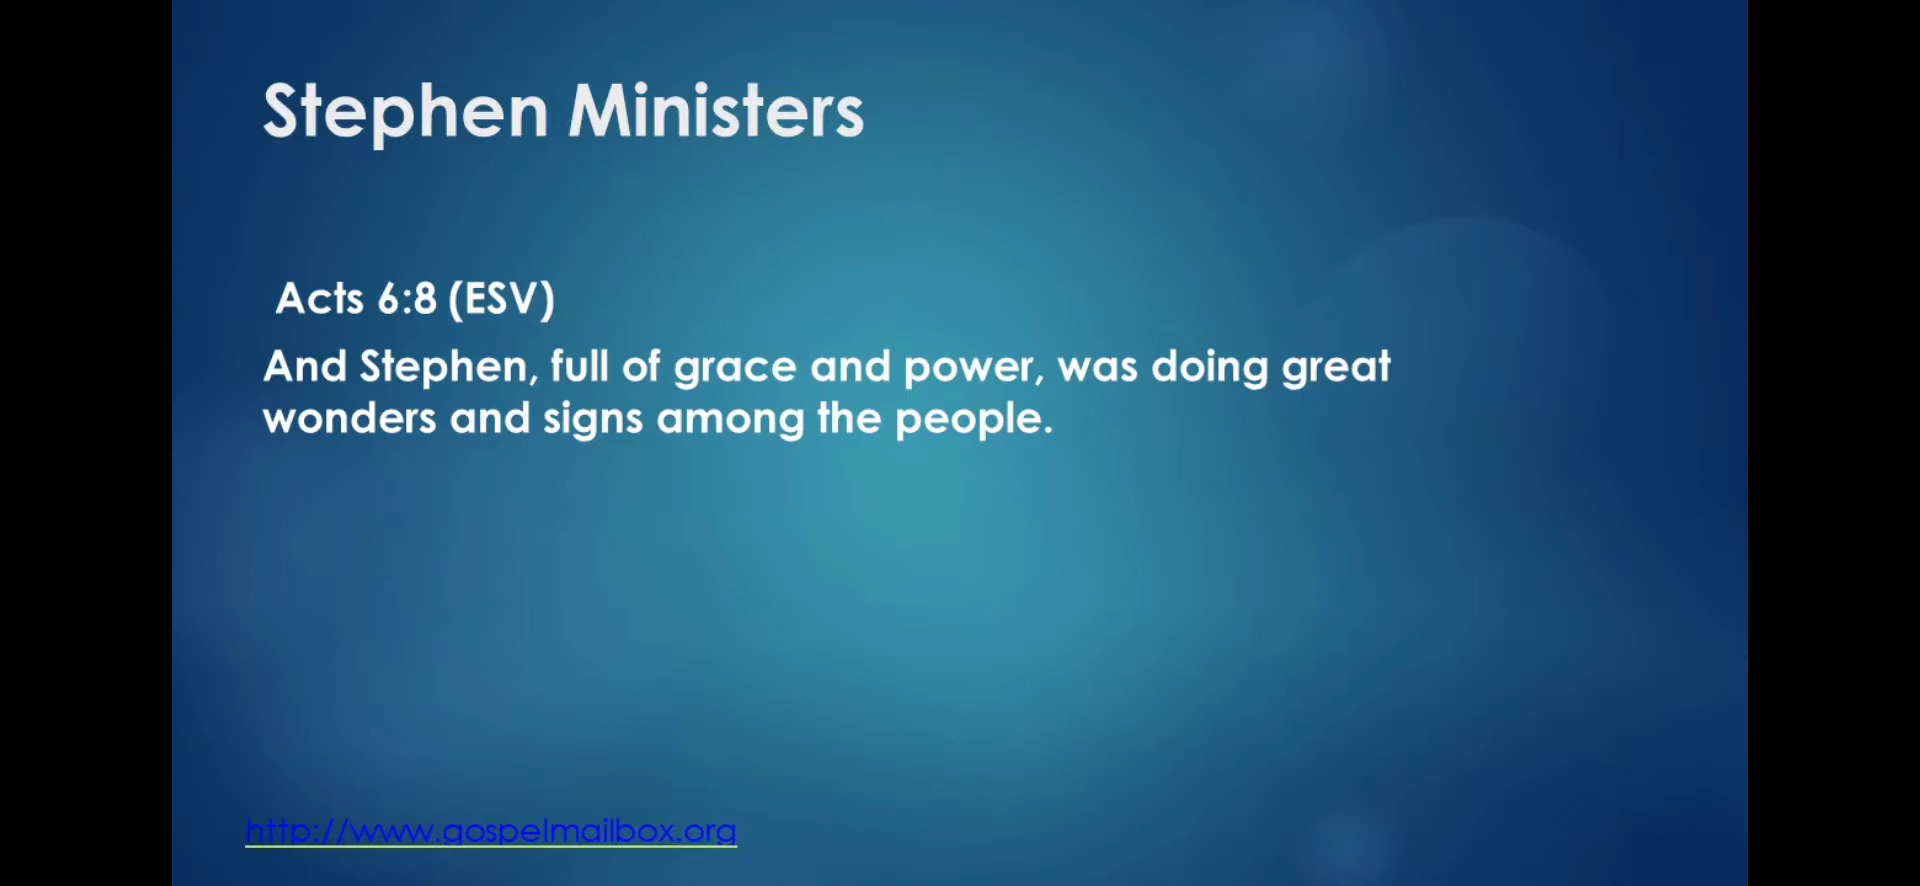 Stephen Ministers
Acts 6:8 (ESV)
And Stephen, full of grace and power, was doing great
wonders and signs among the people.
http://www.gospelmailbox.org